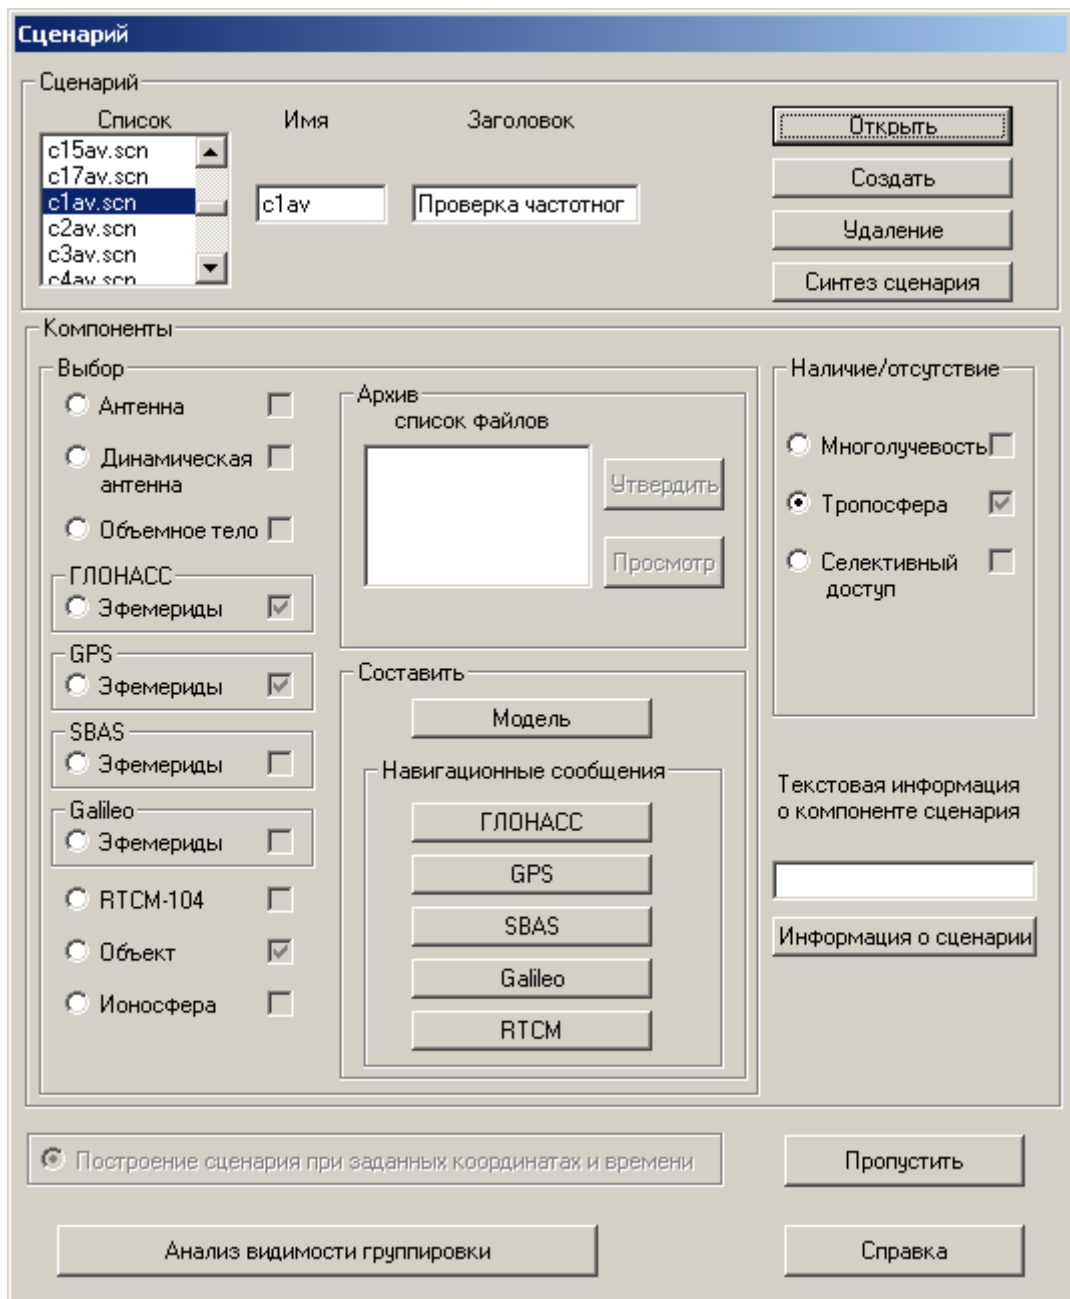 Сценарий
Сценарий
Список
Имя
Заголовок
c15av.scn
c17av.scn
c1av.scn
c2av.scn
c3av.scn
c4av.scn
c1av
Проверка частотног
Открыть
Создать
Удаление
Синтез сценария
Компоненты
Выбор
Антенна
Динамическая
антенна
Объемное тело
ГЛОНАСС
Эфемериды
GPS
Эфемериды
SBAS
Эфемериды
Galileo
Эфемериды
RTCM-104
Объект
Ионосфера
Архив
список файлов
Утвердить
Просмотр
Составить
Модель
Навигационные сообщения
ГЛОНАСС
GPS
SBAS
Galileo
RTCM
Наличие/отсутствие
Многолучевость
Тропосфера
Селективный
доступ
Текстовая информация
о компоненте сценария
Информация о сценарии
Построение сценария при заданных координатах и времени
Пропустить
Анализ видимости группировки
Справка